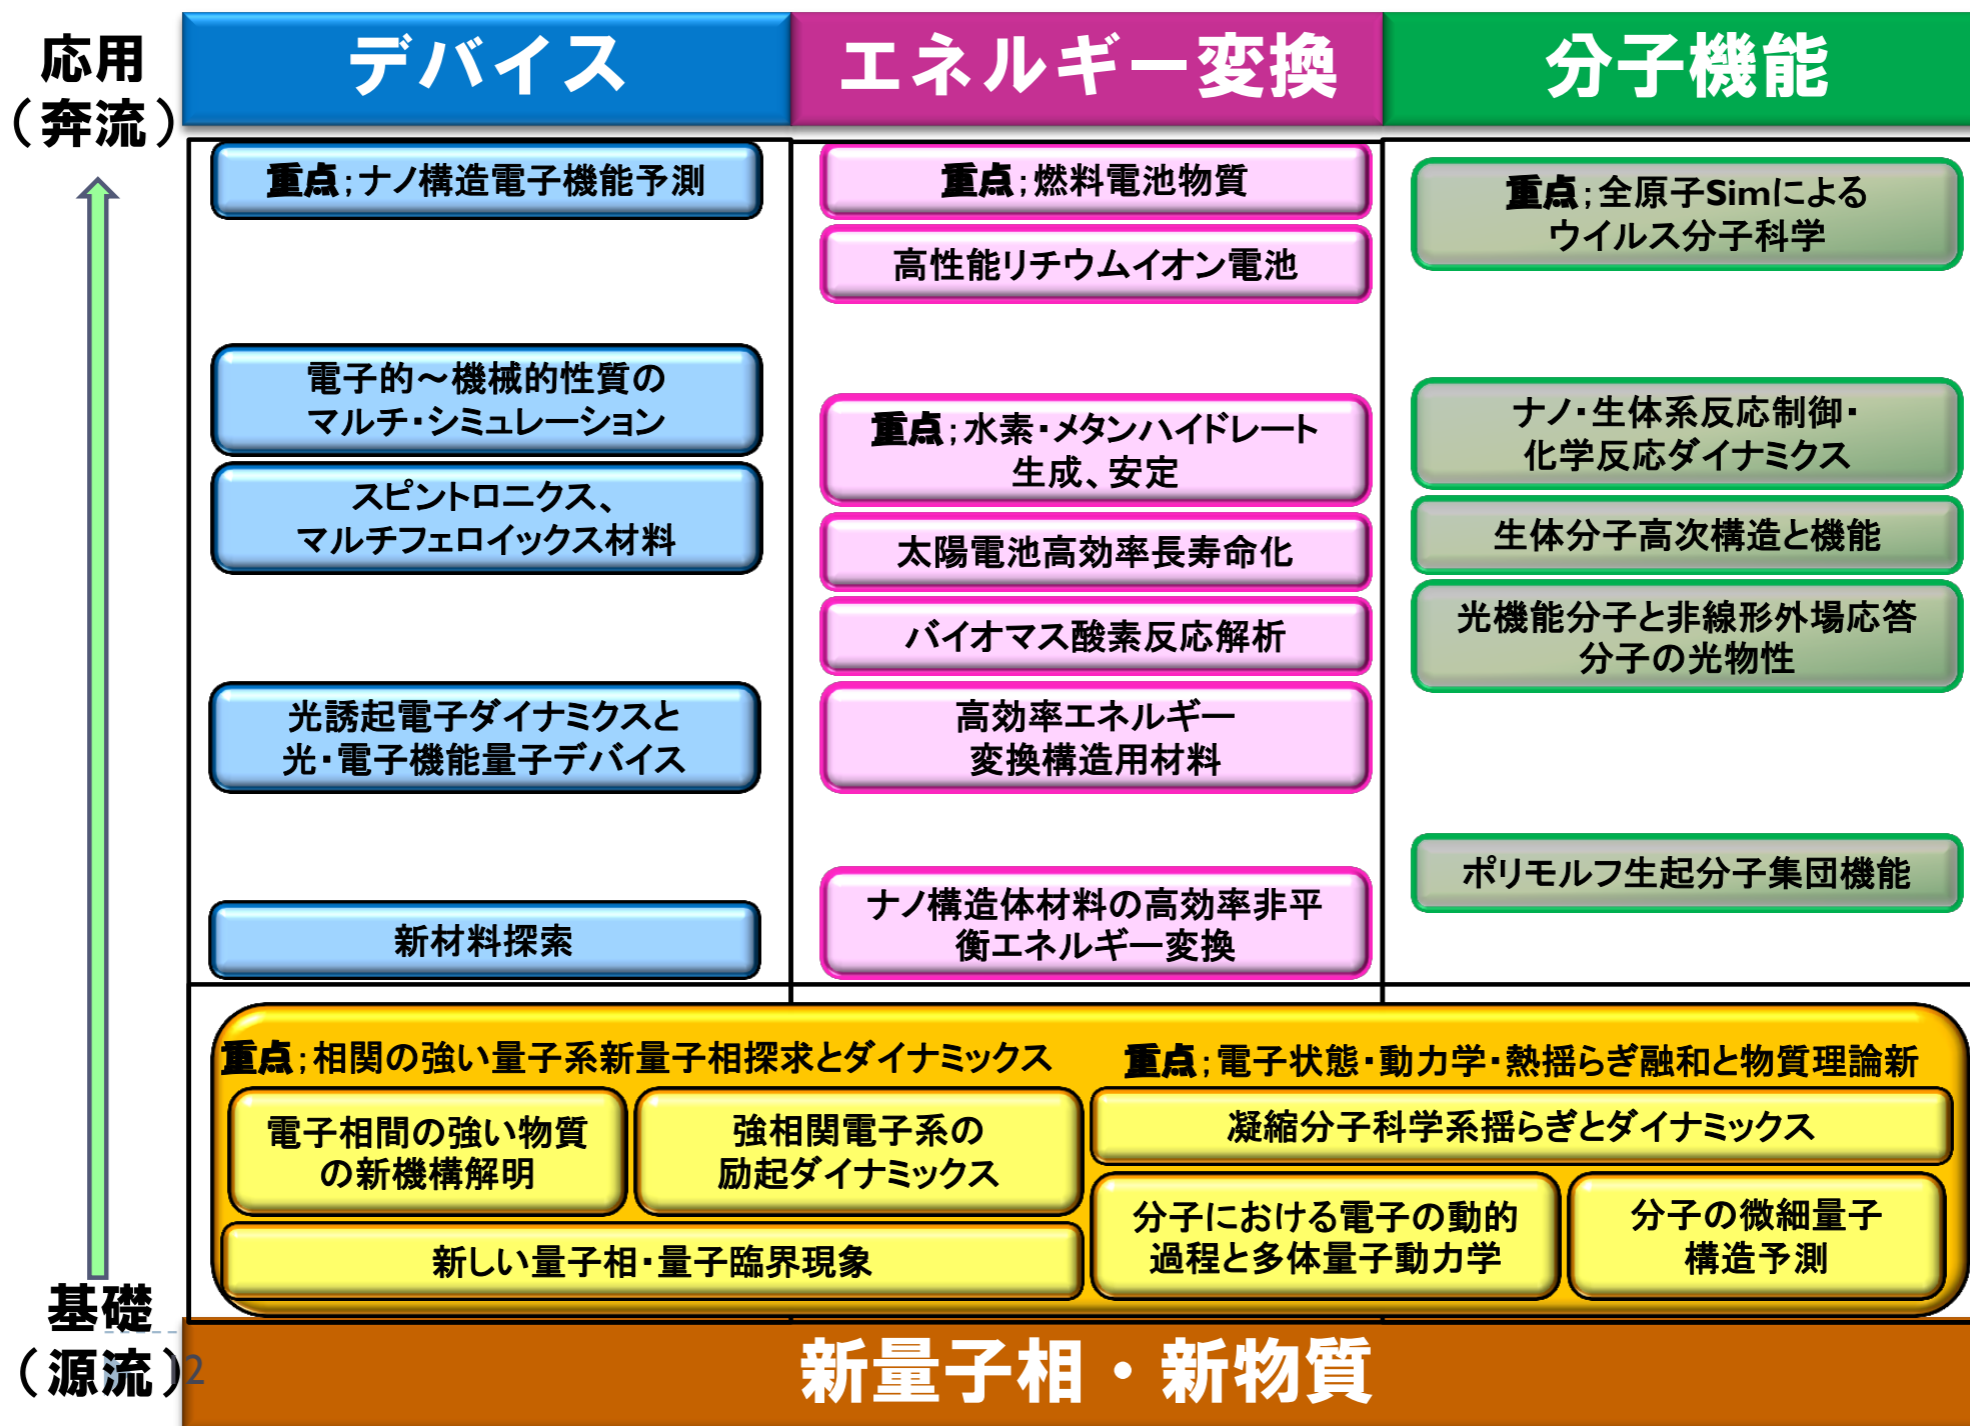 応用
（奔流）
デバイス
エネルギー変換
分子機能
重点；ナノ構造電子機能予測
電子的～機械的性質の
マルチ・シミュレーション
スピントロニクス、
マルチフェロイックス材料
光誘起電子ダイナミクスと
光・電子機能量子デバイス
新材料探索
重点；燃料電池物質
高性能リチウムイオン電池
重点；水素・メタンハイドレート
生成、安定
太陽電池高効率長寿命化
バイオマス酸素反応解析
高効率エネルギー
変換構造用材料
ナノ構造体材料の高効率非平
衡エネルギー変換
重点；全原子Simによる
ウイルス分子科学
ナノ・生体系反応制御・
化学反応ダイナミクス
生体分子高次構造と機能
光機能分子と非線形外場応答
分子の光物性
ポリモルフ生起分子集団機能
重点；相関の強い量子系新量子相探求とダイナミックス
電子相間の強い物質
の新機構解明
強相関電子系の
励起ダイナミックス
新しい量子相・量子臨界現象
重点；電子状態・動力学・熱揺らぎ融和と物質理論新
凝縮分子科学系揺らぎとダイナミックス
分子における電子の動的
過程と多体量子動力学
分子の微細量子
構造予測
基礎
（源流）
新量子相・新物質